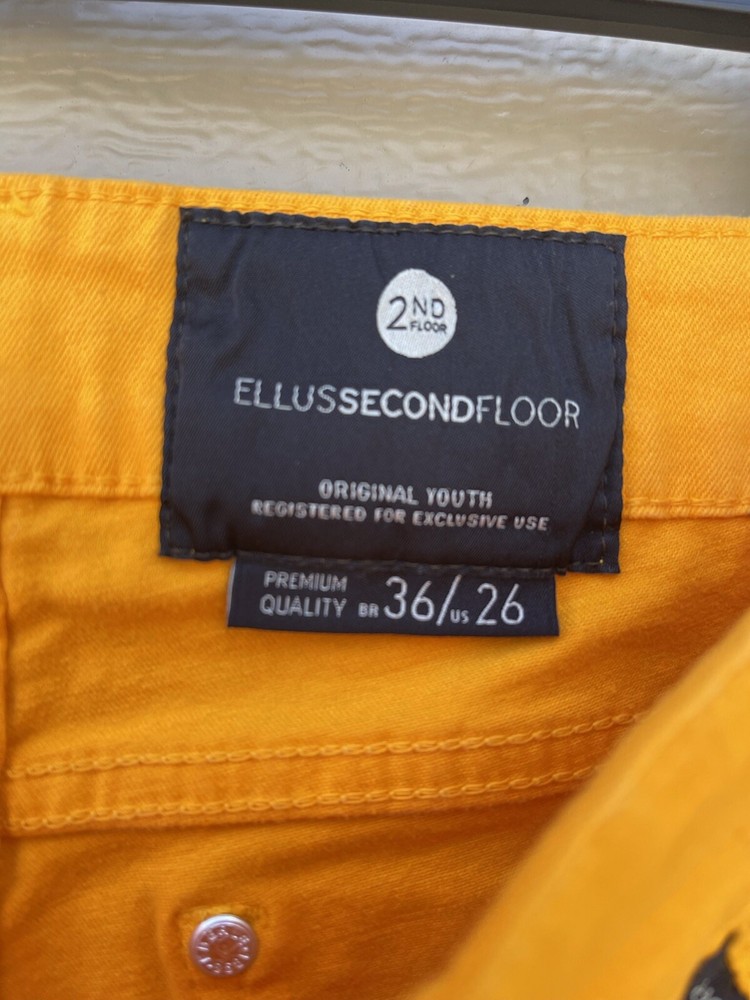 2ND
FLOOR
ELLUSSECONDFLOOR
ORIGINAL YOUTH
REGISTERED FOR EXCLUSIVE USE
PREMIUM
QUALITY BR 36/US 26